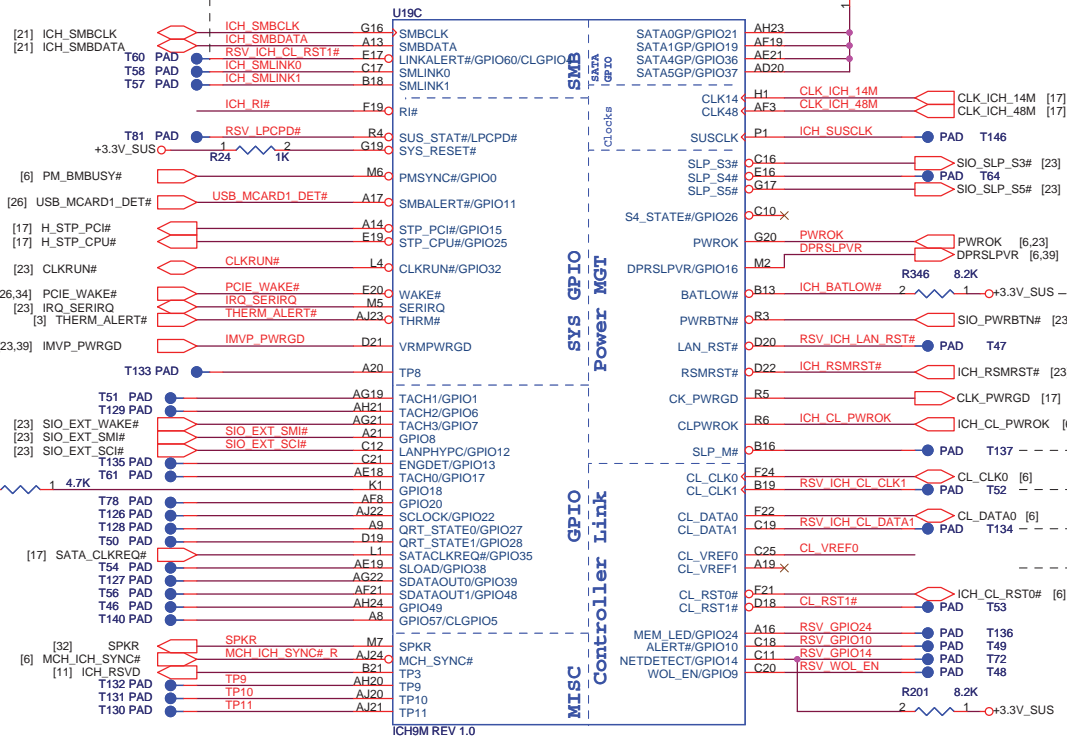 U19C
[21] ICH_SMBCLK ICH_SMBCLK G16 SMBCLK SATA0GP/GPIO21 AH23
[21] ICH_SMBDATA ICH_SMBDATA A13 SMBDATA SATA1GP/GPIO19 AF19
T60 PAD RSV_ICH_CL_RST1# E17 LINKALERT#/GPIO60/CLGPIO4 SATA4GP/GPIO36 AE21
T58 PAD ICH_SMLINK0 C17 SMLINK0 SATA5GP/GPIO37 AD20
T57 PAD ICH_SMLINK1 B18 SMLINK1
SMB
SATA
GPIO
CLK14 H1 CLK_ICH_14M CLK_ICH_14M [17]
ICH_RI# F19 RI# CLK48 AF3 CLK_ICH_48M CLK_ICH_48M [17]
Clocks
T81 PAD RSV_LPCPD# R4 SUS_STAT#/LPCPD# SUSCLK P1 ICH_SUSCLK PAD T146
+3.3V_SUS 1 2 G19 SYS_RESET#
R24 1K
SLP_S3# C16 SIO_SLP_S3# [23]
[6] PM_BMBUSY# M6 PMSYNC#/GPIO0 SLP_S4# E16 PAD T64
SLP_S5# G17 SIO_SLP_S5# [23]
[26] USB_MCARD1_DET# USB_MCARD1_DET# A17 SMBALERT#/GPIO11
S4_STATE#/GPIO26 C10
[17] H_STP_PCI# A14 STP_PCI#/GPIO15
[17] H_STP_CPU# E19 STP_CPU#/GPIO25 PWROK G20 PWROK PWROK [6,23]
DPRSLPVR DPRSLPVR [6,39]
[23] CLKRUN# CLKRUN# L4 CLKRUN#/GPIO32 DPRSLPVR/GPIO16 M2
R346 8.2K
26,34] PCIE_WAKE# PCIE_WAKE# E20 WAKE# BATLOW# B13 ICH_BATLOW# 2 1 +3.3V_SUS
[23] IRQ_SERIRQ IRQ_SERIRQ M5 SERIRQ
[3] THERM_ALERT# THERM_ALERT# AJ23 THRM# PWRBTN# R3 SIO_PWRBTN# [23
23,39] IMVP_PWRGD IMVP_PWRGD D21 VRMPWRGD LAN_RST# D20 RSV_ICH_LAN_RST# PAD T47
SYS GPIO
Power MGT
T133 PAD A20 TP8 RSMRST# D22 ICH_RSMRST# ICH_RSMRST# [23
T51 PAD AG19 TACH1/GPIO1 CK_PWRGD R5 CLK_PWRGD [17]
T129 PAD AH21 TACH2/GPIO6
[23] SIO_EXT_WAKE# AG21 TACH3/GPIO7 CLPWROK R6 ICH_CL_PWROK ICH_CL_PWROK
[23] SIO_EXT_SMI# SIO_EXT_SMI# A21 GPIO8
[23] SIO_EXT_SCI# SIO_EXT_SCI# C12 LANPHYPC/GPIO12 SLP_M# B16 PAD T137
T135 PAD C21 ENGDET/GPIO13
T61 PAD AE18 TACH0/GPIO17 CL_CLK0 F24 CL_CLK0 [6]
1 4.7K K1 GPIO18 CL_CLK1 B19 RSV_ICH_CL_CLK1 PAD T52
T78 PAD AF8 GPIO20
T126 PAD AJ22 SCLOCK/GPIO22 CL_DATA0 F22 CL_DATA0 [6]
T128 PAD A9 QRT_STATE0/GPIO27 CL_DATA1 C19 RSV_ICH_CL_DATA1 PAD T134
T50 PAD D19 QRT_STATE1/GPIO28
[17] SATA_CLKREQ# L1 SATACLKREQ#/GPIO35 CL_VREF0 C25 CL_VREF0
T54 PAD AE19 SLOAD/GPIO38 CL_VREF1 A19
T127 PAD AG22 SDATAOUT0/GPIO39
T56 PAD AF21 SDATAOUT1/GPIO48 CL_RST0# F21 ICH_CL_RST0# [6]
T46 PAD AH24 GPIO49 CL_RST1# D18 CL_RST1# PAD T53
T140 PAD A8 GPIO57/CLGPIO5
GPIO
Controller Link
MEM_LED/GPIO24 A16 RSV_GPIO24 PAD T136
[32] SPKR SPKR M7 SPKR ALERT#/GPIO10 C18 RSV_GPIO10 PAD T49
[6] MCH_ICH_SYNC# MCH_ICH_SYNC#_R AJ24 MCH_SYNC# NETDETECT/GPIO14 C11 RSV_GPIO14 PAD T72
[11] ICH_RSVD B21 TP3 WOL_EN/GPIO9 C20 RSV_WOL_EN PAD T48
T132 PAD TP9 AH20 TP9
T131 PAD TP10 AJ20 TP10 R201 8.2K
T130 PAD TP11 AJ21 TP11 2 1 +3.3V_SUS
MISC
ICH9M REV 1.0